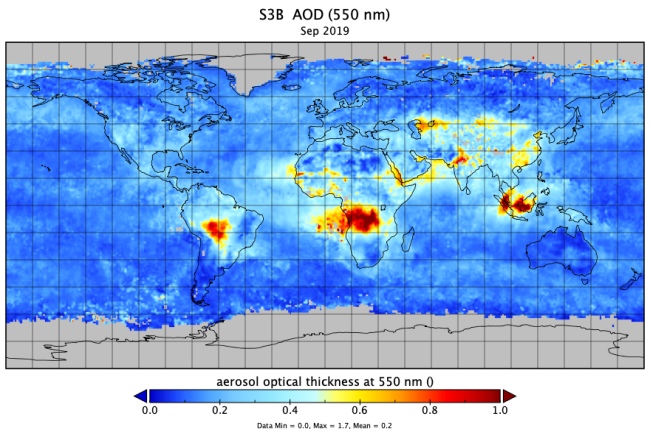 S3B AOD (550 nm)
Sep 2019
aerosol optical thickness at 550 nm ()
0.0 0.2 0.4 0.6 0.8 1.0
Data Min = 0.0, Max = 1.7, Mean = 0.2